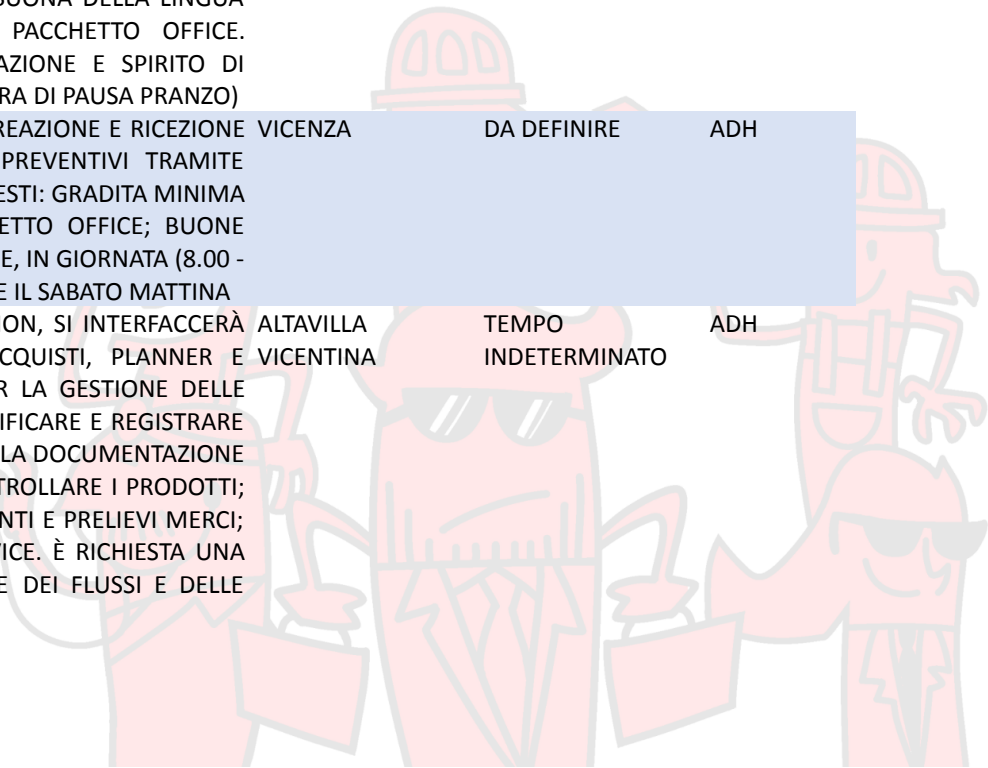 BUONA DELLA LINGUA
PACCHETTO OFFICE.
AZIONE E SPIRITO DI
RA DI PAUSA PRANZO)
REAZIONE E RICEZIONE VICENZA DA DEFINIRE ADH
PREVENTIVI TRAMITE
ESTI: GRADITA MINIMA
ETTO OFFICE; BUONE
E, IN GIORNATA (8.00 -
E IL SABATO MATTINA
ION, SI INTERFACCERÀ ALTAVILLA TEMPO ADH
CQUISTI, PLANNER E VICENTINA INDETERMINATO
R LA GESTIONE DELLE
IFICARE E REGISTRARE
LA DOCUMENTAZIONE
TROLLARE I PRODOTTI;
NTI E PRELIEVI MERCI;
VICE. È RICHIESTA UNA
E DEI FLUSSI E DELLE